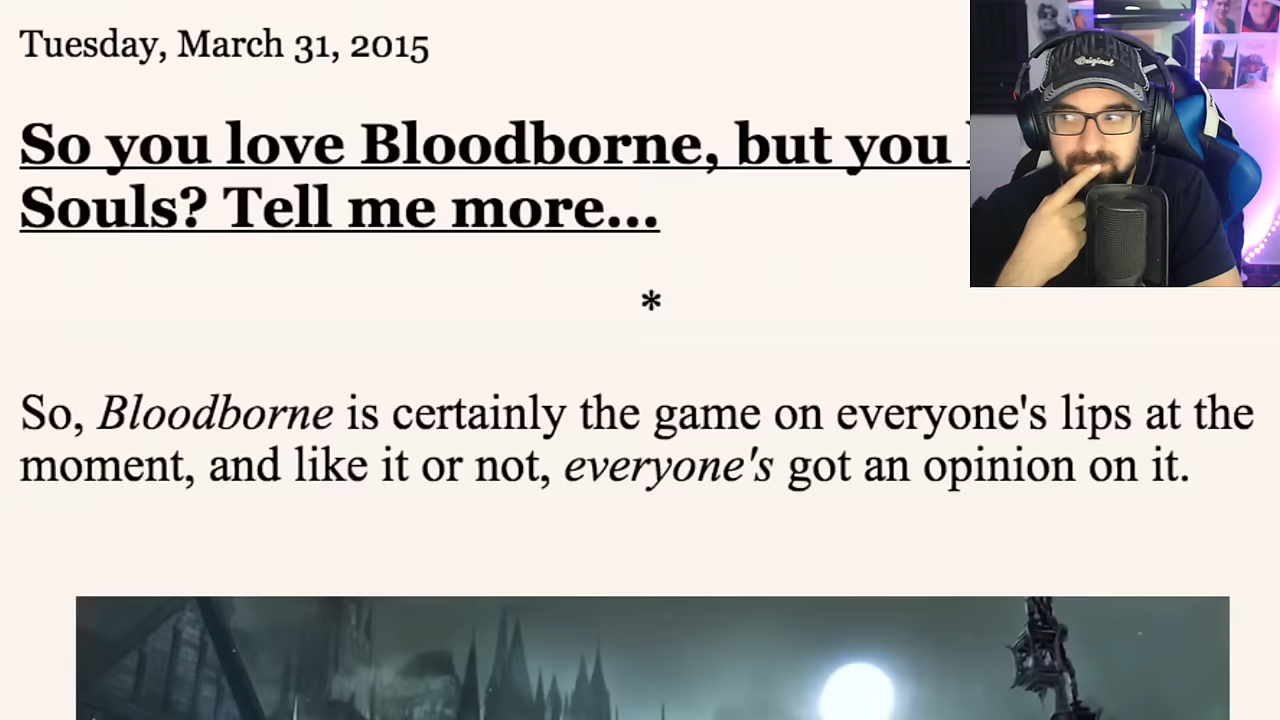 Tuesday, March 31, 2015
So you love Bloodborne, but you
Souls? Tell me more...
*
So, Bloodborne is certainly the game on everyone's lips at the
moment, and like it or not, everyone's got an opinion on it.
Original